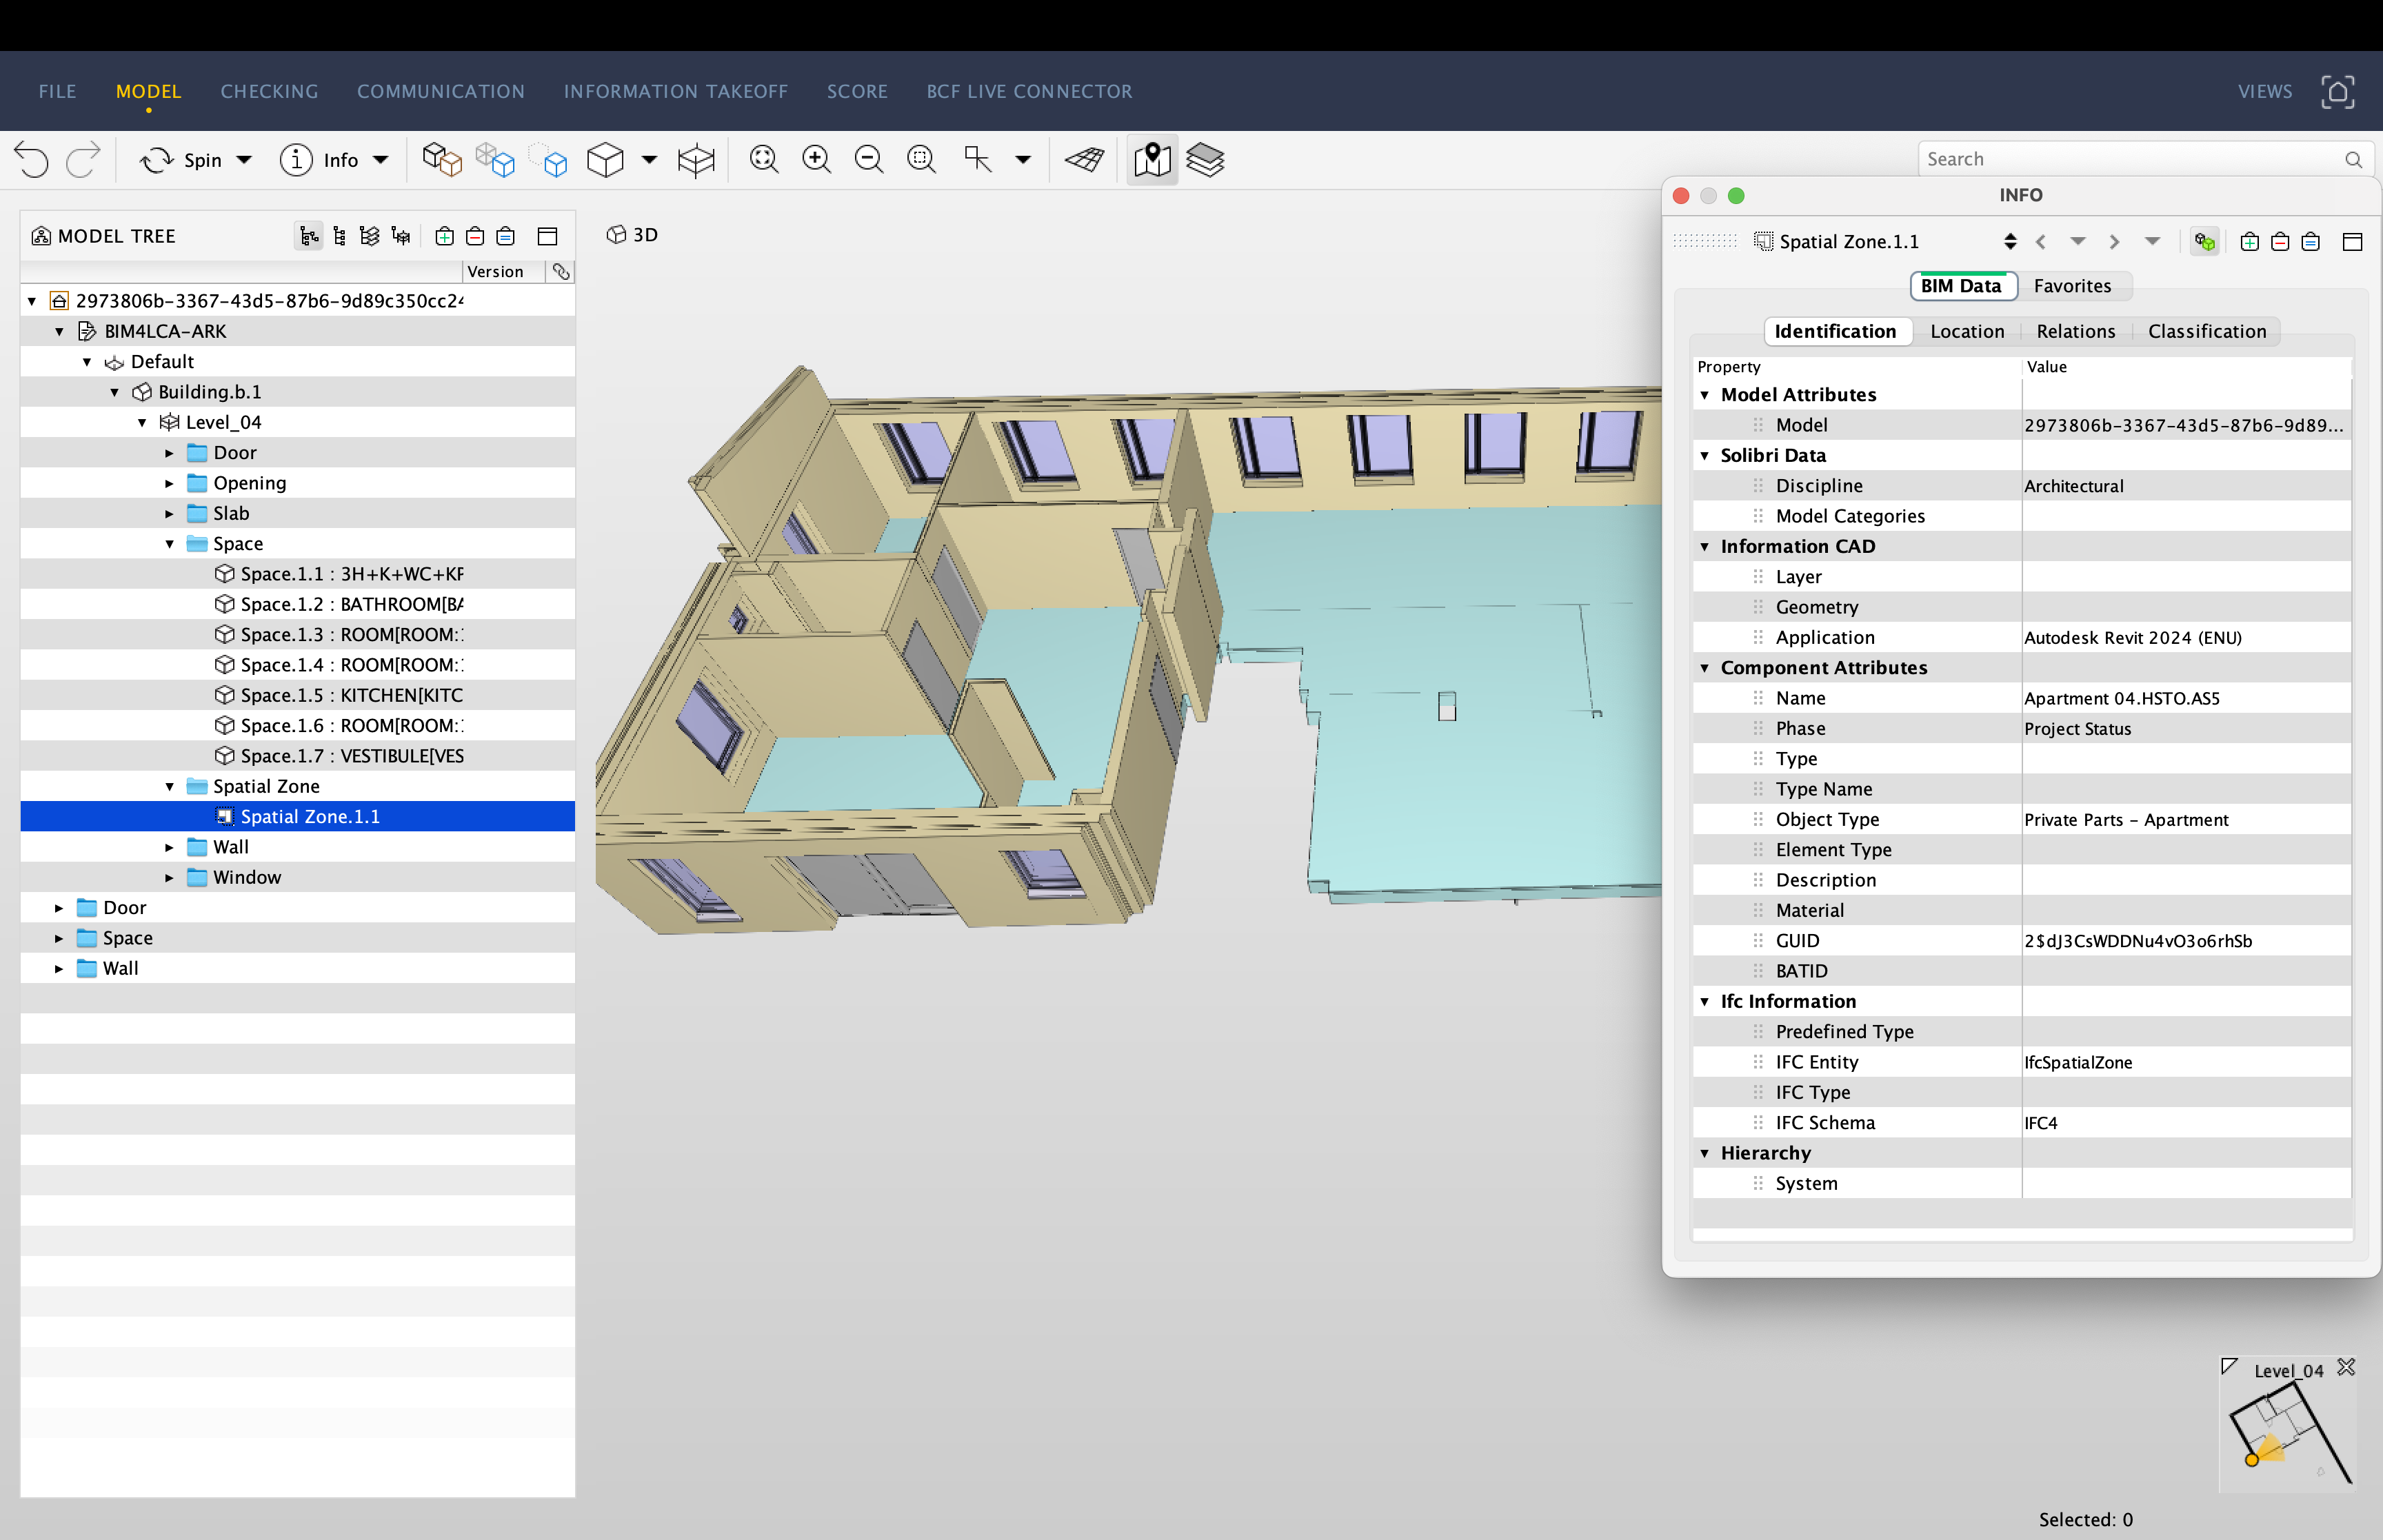 FILE MODEL CHECKING COMMUNICATION INFORMATION TAKEOFF SCORE BCF LIVE CONNECTOR VIEWS
Spin Info Search
MODEL TREE
Version
2973806b-3367-43d5-87b6-9d89c350cc24
BIM4LCA-ARK
Default
Building.b.1
Level_04
Door
Opening
Slab
Space
Space.1.1 : 3H+K+WC+KF
Space.1.2 : BATHROOM[BA
Space.1.3 : ROOM[ROOM:
Space.1.4 : ROOM[ROOM:
Space.1.5 : KITCHEN[KITC
Space.1.6 : ROOM[ROOM:
Space.1.7 : VESTIBULE[VES
Spatial Zone
Spatial Zone.1.1
Wall
Window
Door
Space
Wall
3D
INFO
Spatial Zone.1.1
BIM Data Favorites
Identification Location Relations Classification
Property Value
Model Attributes
Model 2973806b-3367-43d5-87b6-9d89...
Solibri Data
Discipline Architectural
Model Categories
Information CAD
Layer
Geometry
Application Autodesk Revit 2024 (ENU)
Component Attributes
Name Apartment 04.HSTO.AS5
Phase Project Status
Type
Type Name
Object Type Private Parts - Apartment
Element Type
Description
Material
GUID 2$dJ3CsWDDNu4vO3o6rhSb
BATID
Ifc Information
Predefined Type
IFC Entity IfcSpatialZone
IFC Type
IFC Schema IFC4
Hierarchy
System
Level_04
Selected: 0